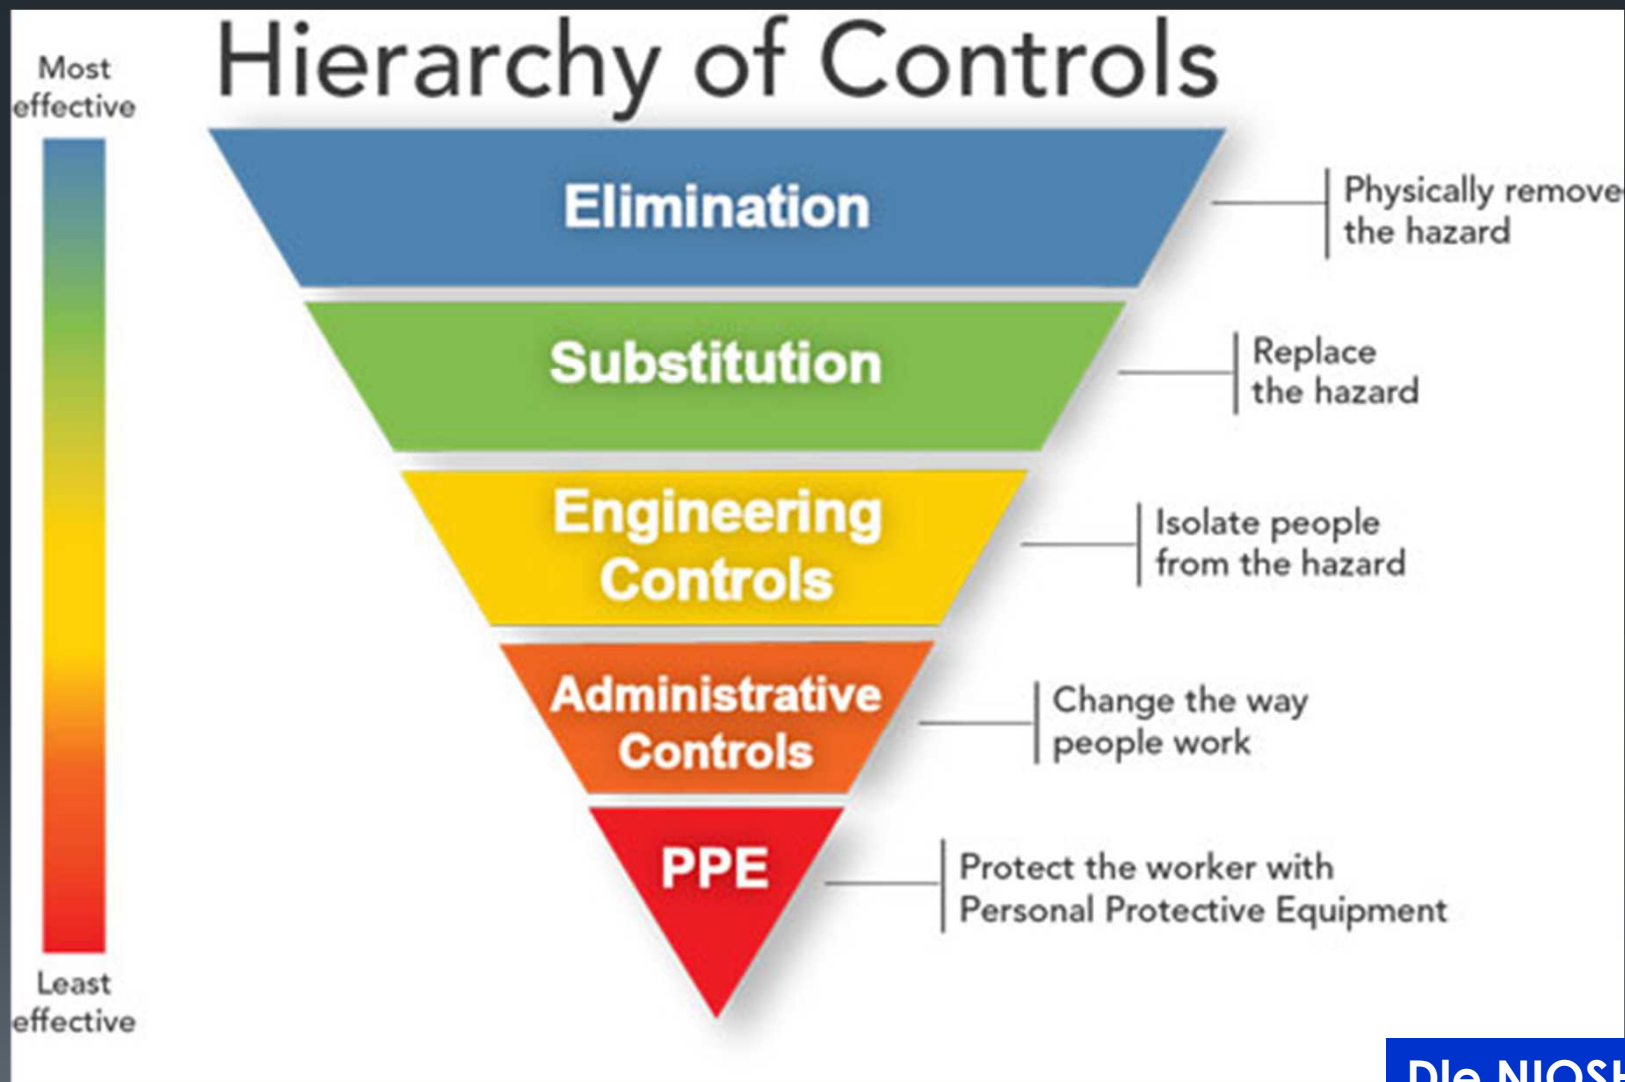 Hierarchy of Controls
Most
effective
Elimination
Physically remove
the hazard
Substitution
Replace
the hazard
Engineering
Controls
Isolate people
from the hazard
Administrative
Controls
Change the way
people work
PPE
Protect the worker with
Personal Protective Equipment
Least
effective
Dle NIOSH